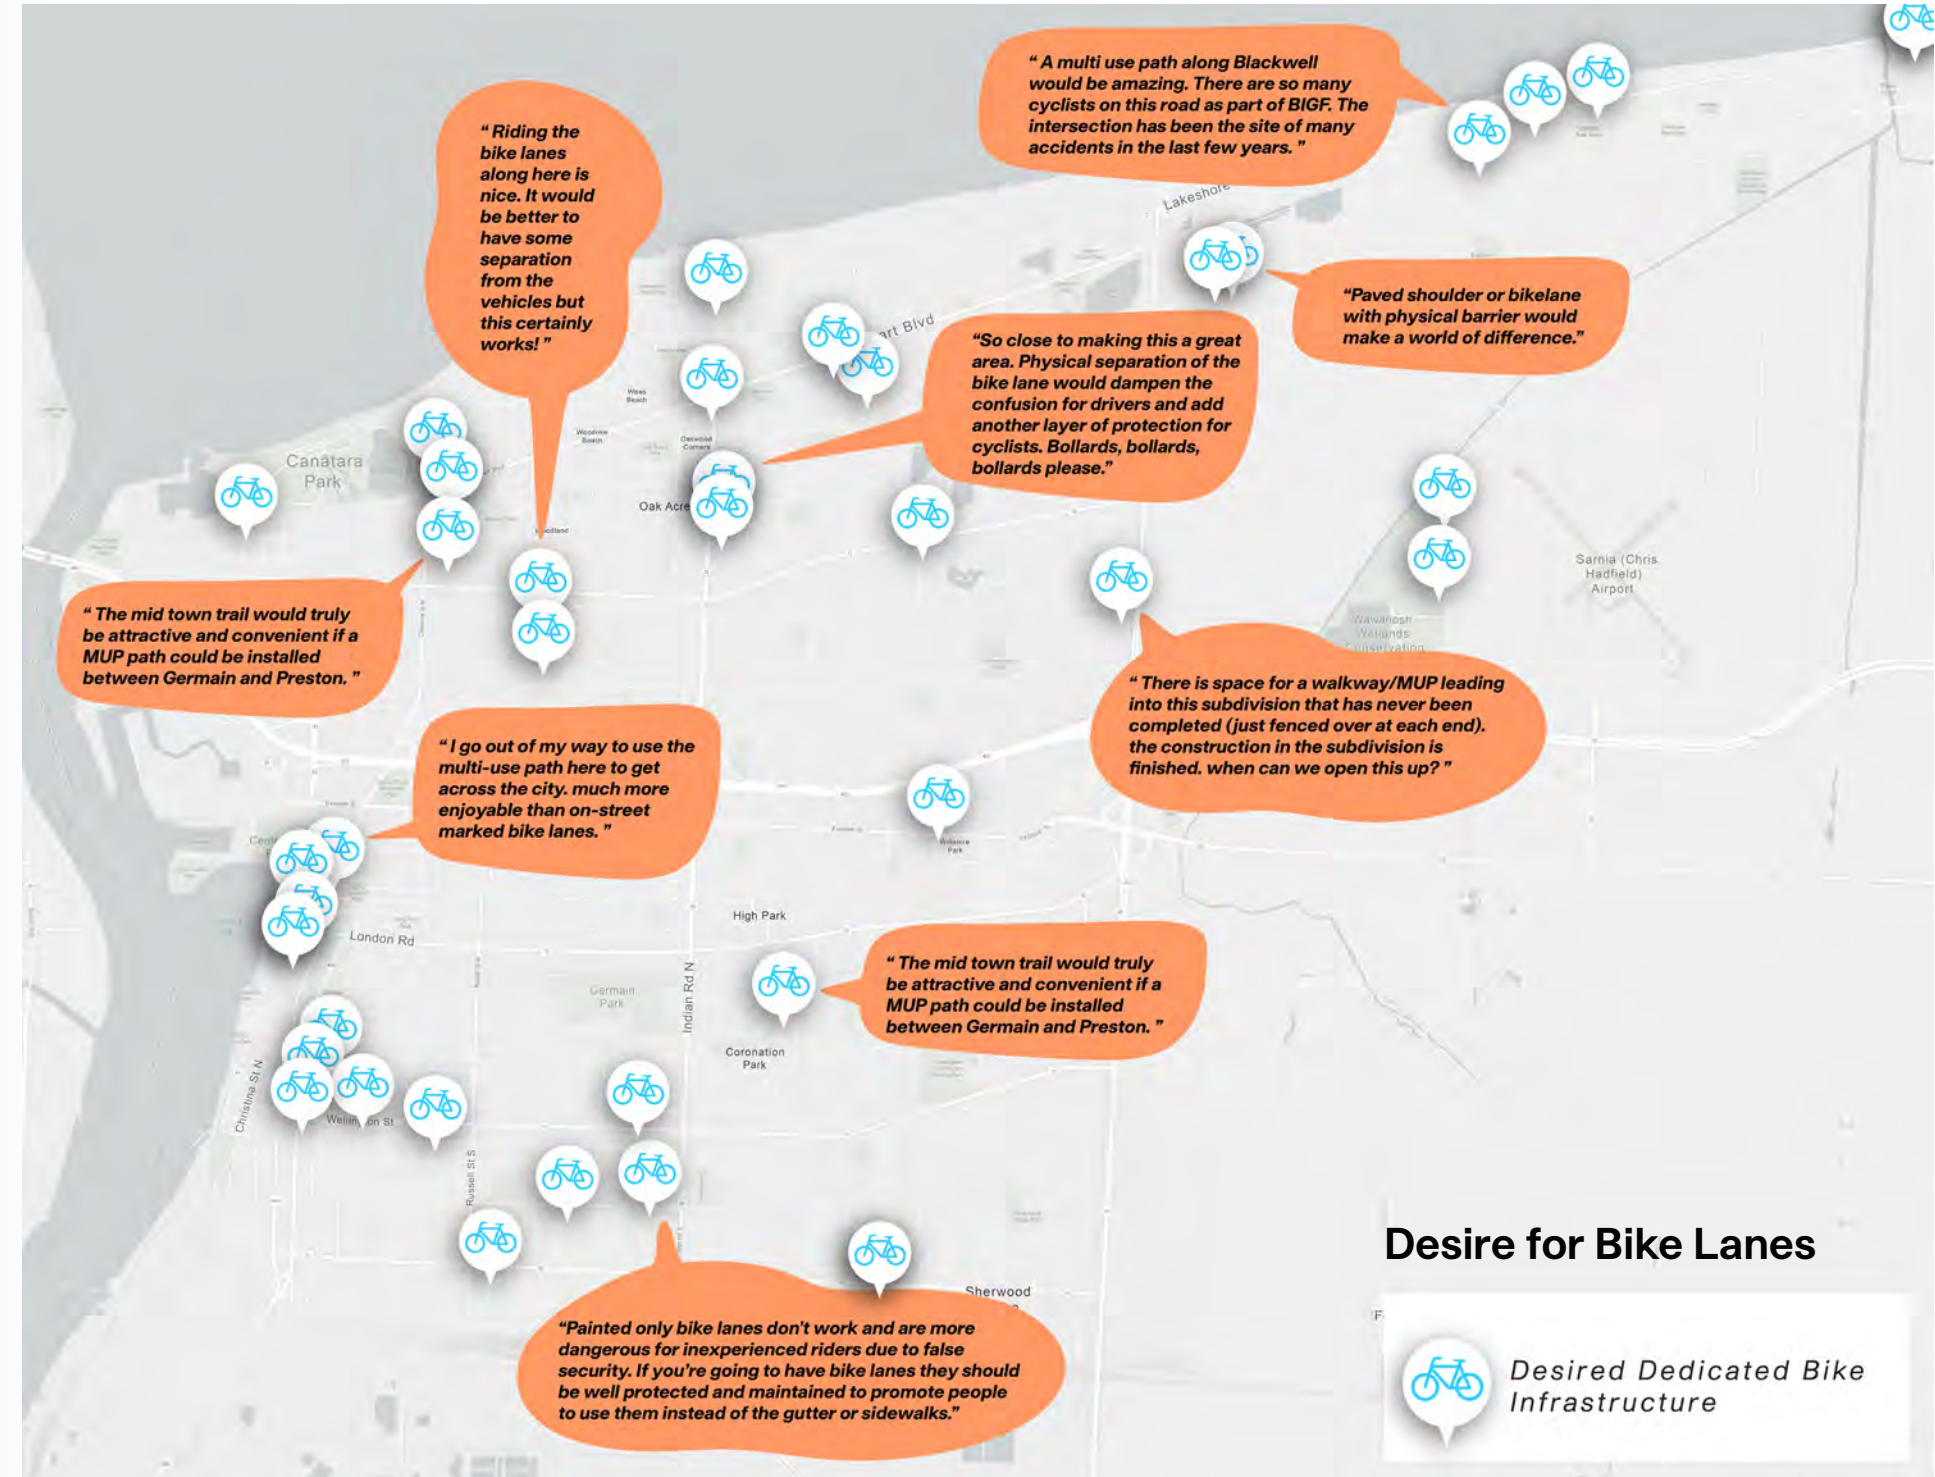 “ A multi use path along Blackwell
would be amazing. There are so many
cyclists on this road as part of BIGF. The
intersection has been the site of many
accidents in the last few years. ”
“ Riding the
bike lanes
along here is
nice. It would
be better to
have some
separation
from the
vehicles but
this certainly
works! ”
Lakeshore
“Paved shoulder or bikelane
with physical barrier would
make a world of difference.”
art Blvd
“So close to making this a great
area. Physical separation of the
bike lane would dampen the
confusion for drivers and add
another layer of protection for
cyclists. Bollards, bollards,
bollards please.”
Woodrow
Beach
Oakwood
Corners
Canatara
Park
Oak Acre
Sarnia (Chris
Hadfield)
Airport
“ The mid town trail would truly
be attractive and convenient if a
MUP path could be installed
between Germain and Preston. ”
Wawanosh
Wetlands
Conservation
“ There is space for a walkway/MUP leading
into this subdivision that has never been
completed (just fenced over at each end).
the construction in the subdivision is
finished. when can we open this up? ”
“ I go out of my way to use the
multi-use path here to get
across the city. much more
enjoyable than on-street
marked bike lanes. ”
Wiltshire
Park
High Park
London Rd
“ The mid town trail would truly
be attractive and convenient if a
MUP path could be installed
between Germain and Preston. ”
Germain
Park
Indian Rd N
Coronation
Park
Christina St N
Russell St S
Sherwood
“Painted only bike lanes don't work and are more
dangerous for inexperienced riders due to false
security. If you're going to have bike lanes they should
be well protected and maintained to promote people
to use them instead of the gutter or sidewalks.”
Desire for Bike Lanes
Desired Dedicated Bike
Infrastructure